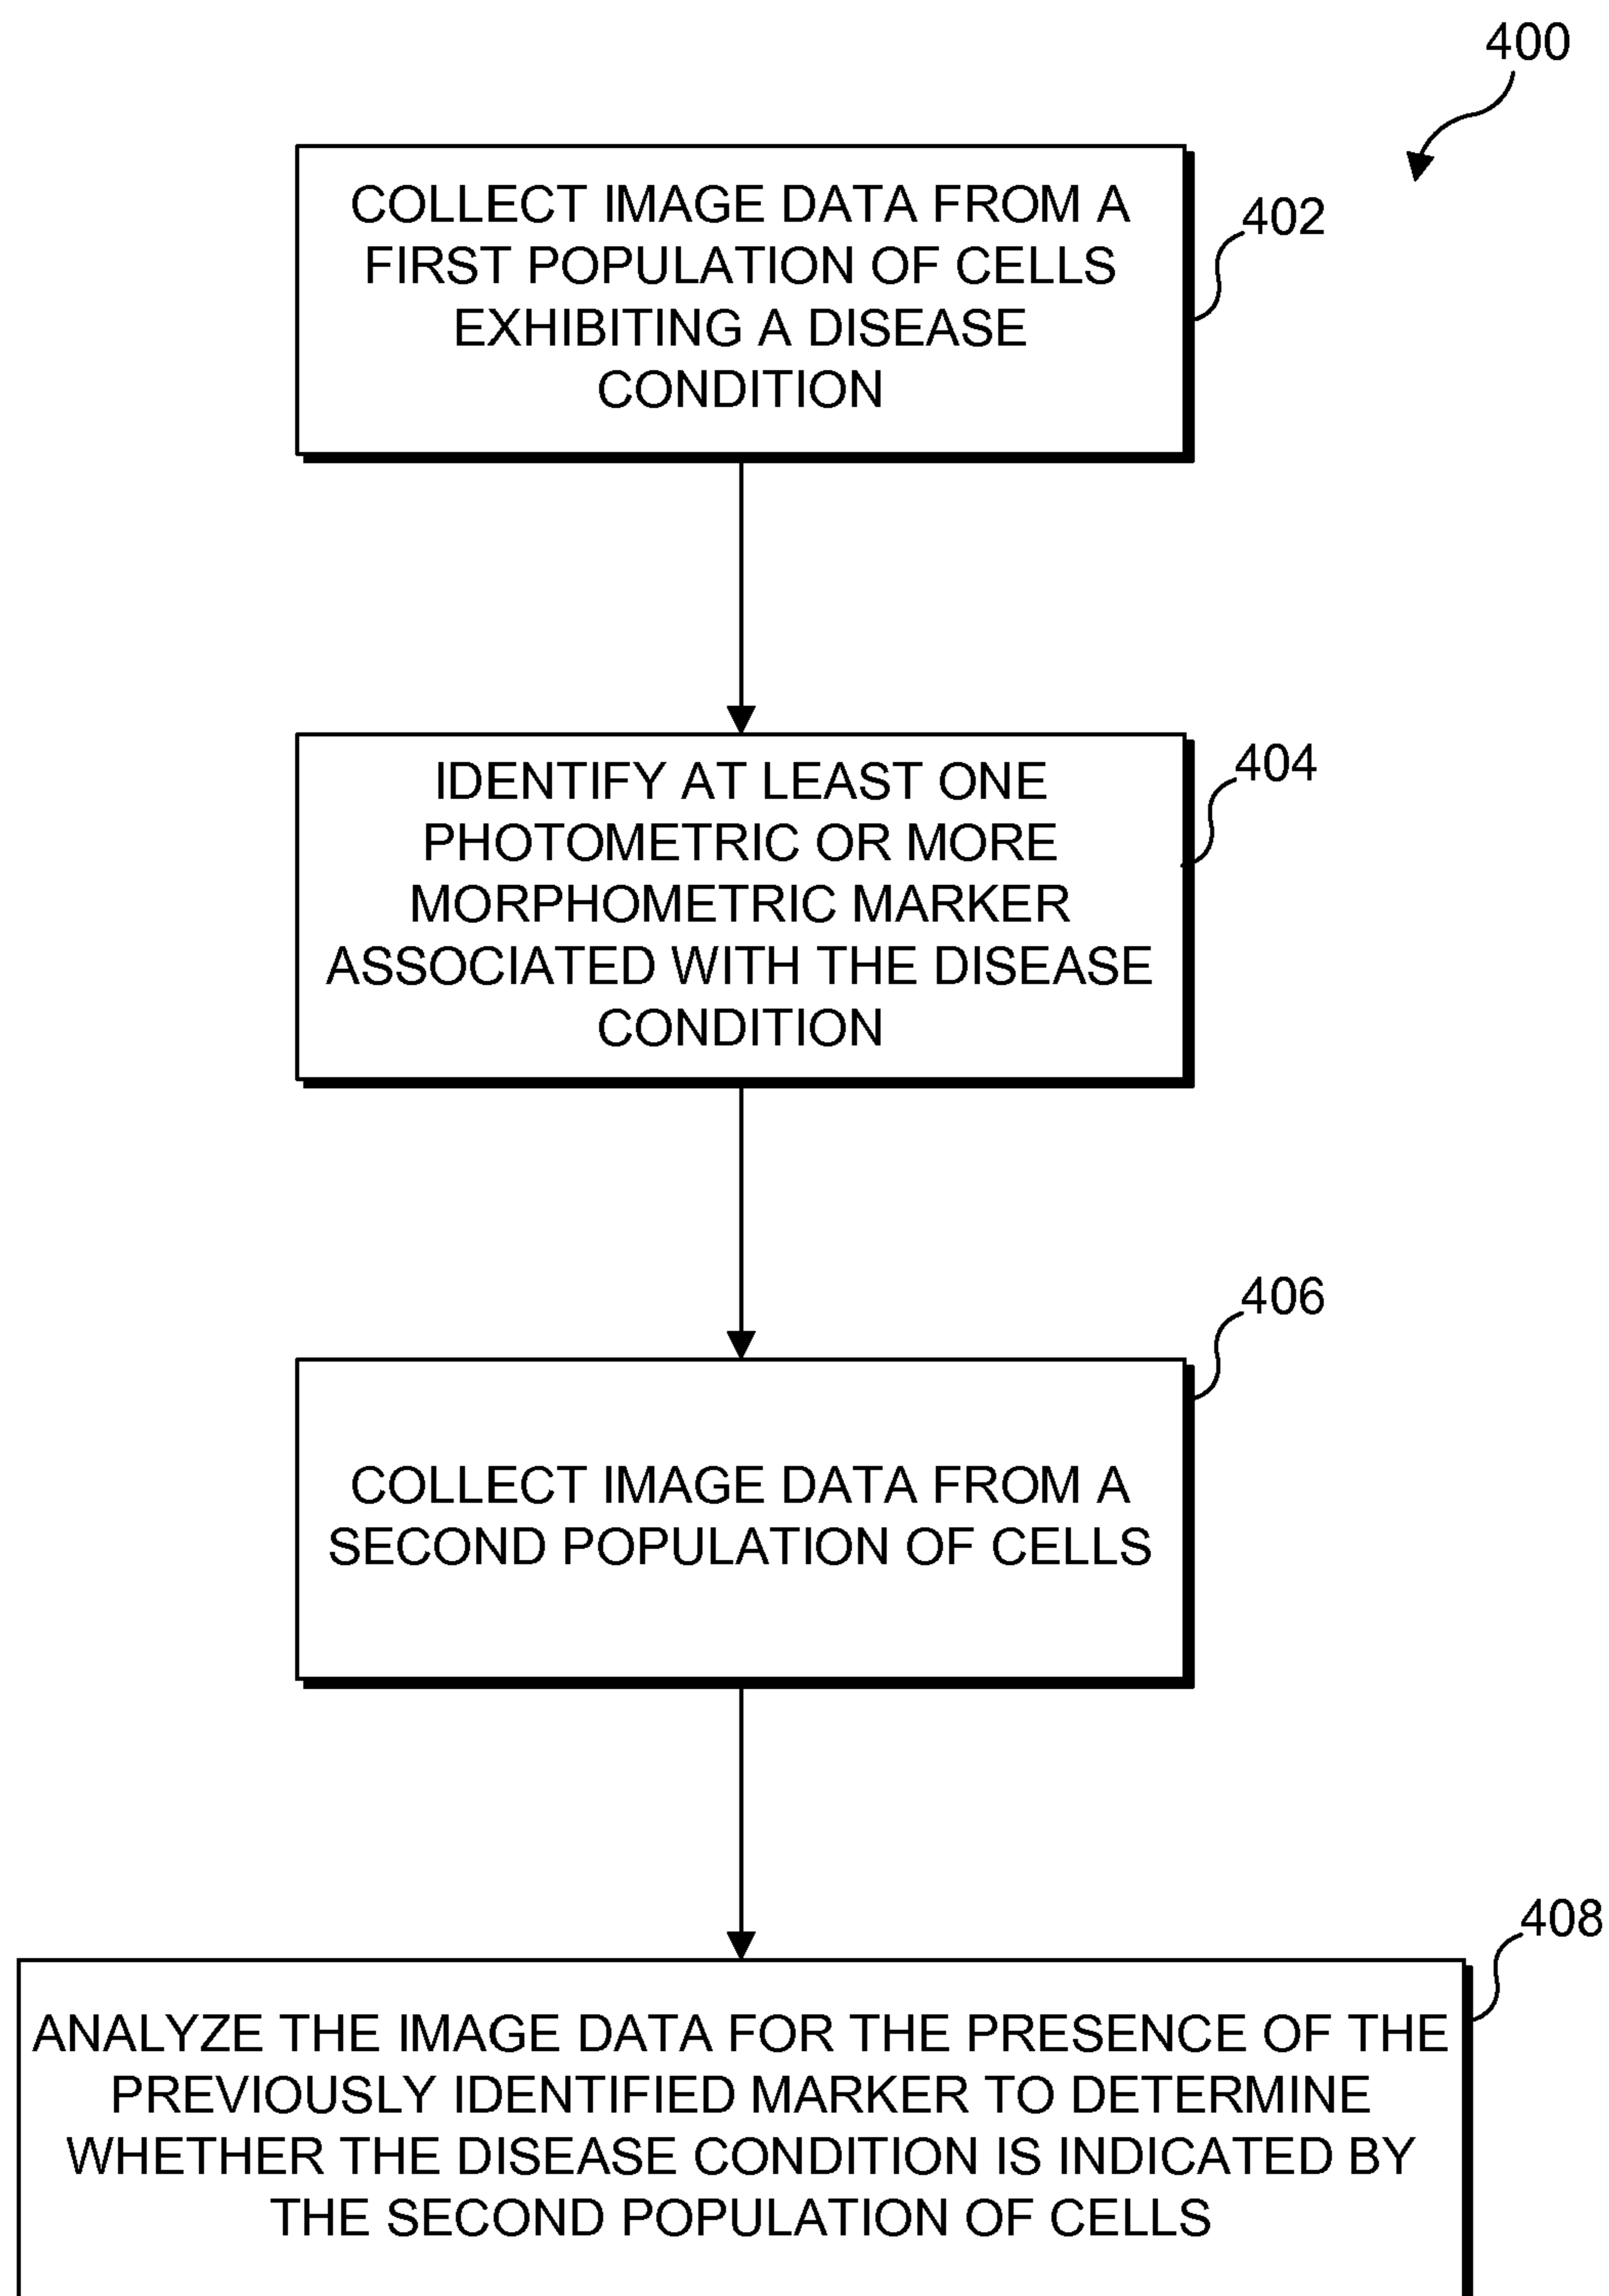 400
COLLECT IMAGE DATA FROM A
FIRST POPULATION OF CELLS
EXHIBITING A DISEASE
CONDITION
402
IDENTIFY AT LEAST ONE
PHOTOMETRIC OR MORE
MORPHOMETRIC MARKER
ASSOCIATED WITH THE DISEASE
CONDITION
404
COLLECT IMAGE DATA FROM A
SECOND POPULATION OF CELLS
406
ANALYZE THE IMAGE DATA FOR THE PRESENCE OF THE
PREVIOUSLY IDENTIFIED MARKER TO DETERMINE
WHETHER THE DISEASE CONDITION IS INDICATED BY
THE SECOND POPULATION OF CELLS
408